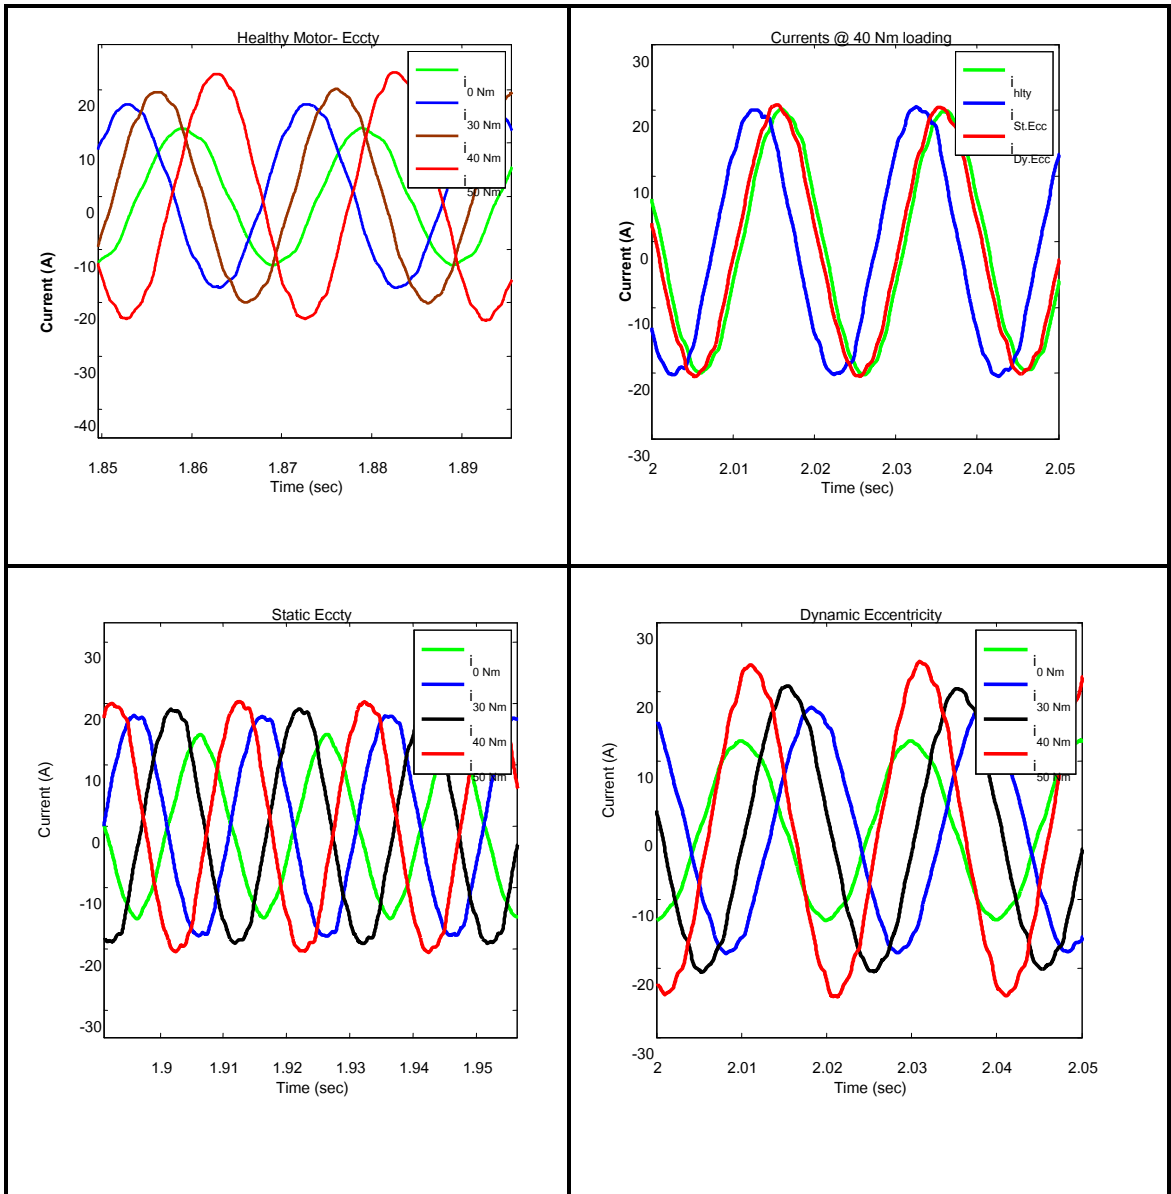 Healthy Motor- Eccty
i 0 Nm
i 30 Nm
i 40 Nm
i 50 Nm
20
10
0
-10
-20
-30
-40
Current (A)
1.85 1.86 1.87 1.88 1.89
Time (sec)
Currents @ 40 Nm loading
i hlty
i St.Ecc
i Dy.Ecc
30
20
10
0
-10
-20
-30
Current (A)
2 2.01 2.02 2.03 2.04 2.05
Time (sec)
Static Eccty
i 0 Nm
i 30 Nm
i 40 Nm
i 50 Nm
30
20
10
0
-10
-20
-30
Current (A)
1.9 1.91 1.92 1.93 1.94 1.95
Time (sec)
Dynamic Eccentricity
i 0 Nm
i 30 Nm
i 40 Nm
i 50 Nm
30
20
10
0
-10
-20
-30
Current (A)
2 2.01 2.02 2.03 2.04 2.05
Time (sec)